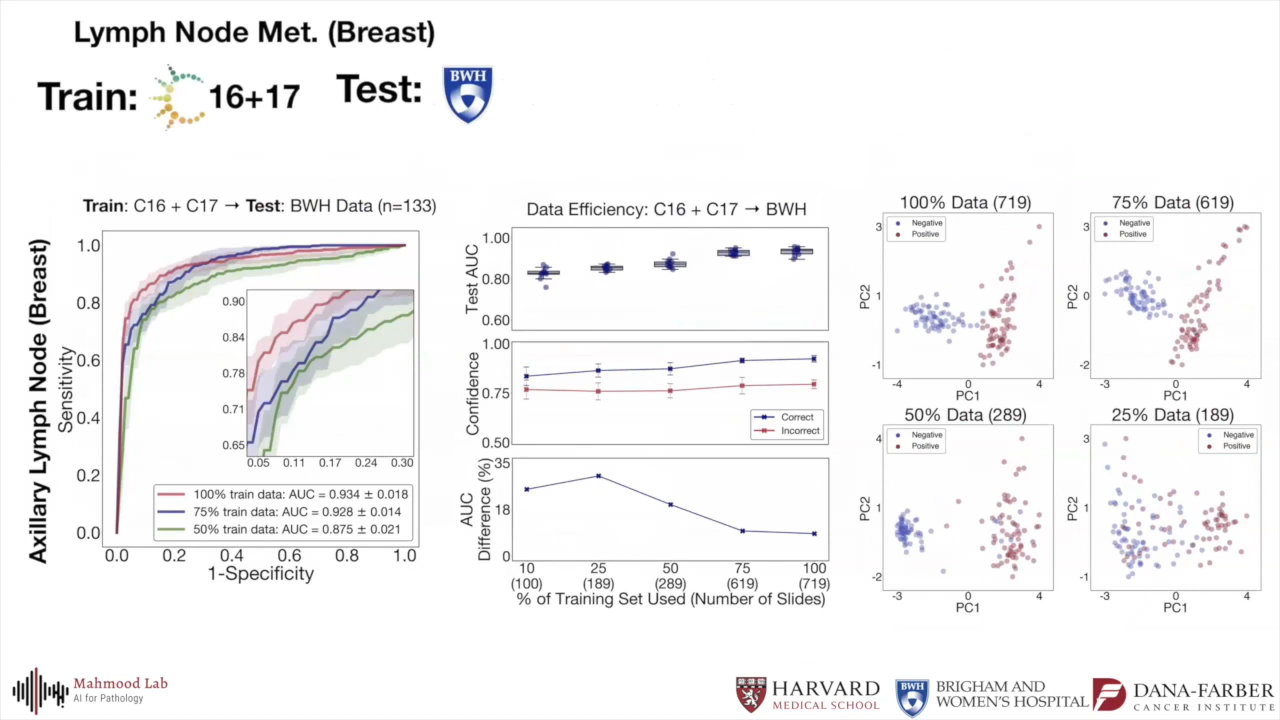 Lymph Node Met. (Breast)
Train: 16+17 Test: BWH
Axillary Lymph Node (Breast)
Train: C16 + C17 → Test: BWH Data (n=133)
Sensitivity
1.0
0.8
0.6
0.4
0.2
0.0
0.90
0.84
0.78
0.71
0.65
0.05 0.11 0.17 0.24 0.30
100% train data: AUC = 0.934 ± 0.018
75% train data: AUC = 0.928 ± 0.014
50% train data: AUC = 0.875 ± 0.021
0.0 0.2 0.4 0.6 0.8 1.0
1-Specificity
Data Efficiency: C16 + C17 → BWH
Test AUC
1.00
0.80
0.60
Confidence
1.00
0.75
0.50
Correct
Incorrect
AUC
Difference (%)
35
18
0
10 25 50 75 100
(100) (189) (289) (619) (719)
% of Training Set Used (Number of Slides)
100% Data (719)
Negative
Positive
PC2
3
1
-1
-4 0 4
PC1
75% Data (619)
Negative
Positive
PC2
3
0
-2
-3 0 4
PC1
50% Data (289)
Negative
Positive
PC2
4
1
-2
-3 0 4
PC1
25% Data (189)
Negative
Positive
PC2
3
1
-1
-3 0 4
PC1
Mahmood Lab
AI for Pathology
HARVARD
MEDICAL SCHOOL
BWH
BRIGHAM AND
WOMEN'S HOSPITAL
DANA-FARBER
CANCER INSTITUTE